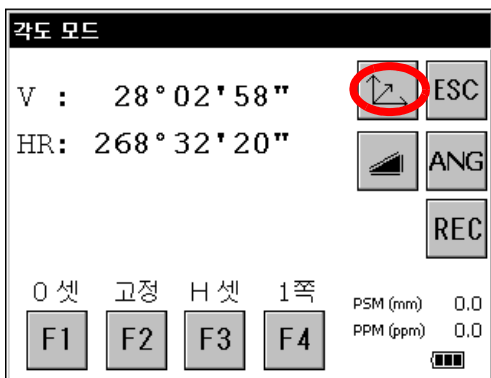 각도 모드
V : 28°02'58" ESC
HR: 268°32'20" ANG
REC
0 셋 고정 H 셋 1쪽
F1 F2 F3 F4
PSM (mm) 0.0
PPM (ppm) 0.0